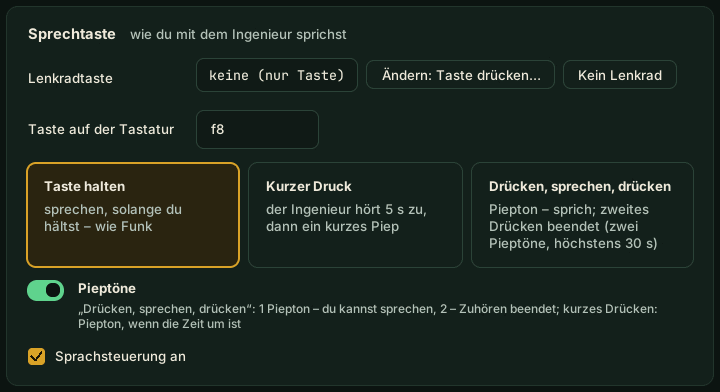 Sprechtaste wie du mit dem Ingenieur sprichst
Lenkradtaste keine (nur Taste) Ändern: Taste drücken... Kein Lenkrad
Taste auf der Tastatur f8
Taste halten
sprechen, solange du
hältst – wie Funk
Kurzer Druck
der Ingenieur hört 5 s zu,
dann ein kurzes Piep
Drücken, sprechen, drücken
Piepton – sprich; zweites
Drücken beendet (zwei
Pieptöne, höchstens 30 s)
Pieptöne
„Drücken, sprechen, drücken“: 1 Piepton – du kannst sprechen, 2 – Zuhören beendet; kurzes Drücken:
Piepton, wenn die Zeit um ist
Sprachsteuerung an